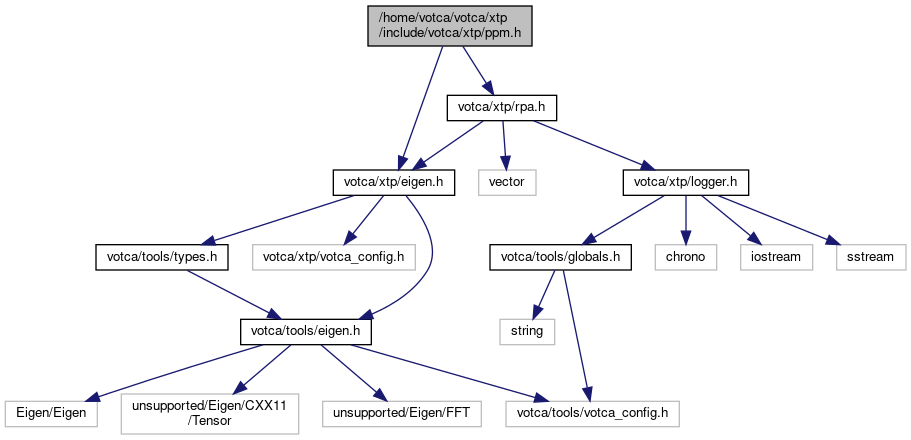 /home/votca/votca/xtp
/include/votca/xtp/ppm.h
votca/xtp/rpa.h
votca/xtp/eigen.h
vector
votca/xtp/logger.h
votca/tools/types.h
votca/xtp/votca_config.h
votca/tools/globals.h
chrono
iostream
sstream
votca/tools/eigen.h
string
Eigen/Eigen
unsupported/Eigen/CXX11
/Tensor
unsupported/Eigen/FFT
votca/tools/votca_config.h